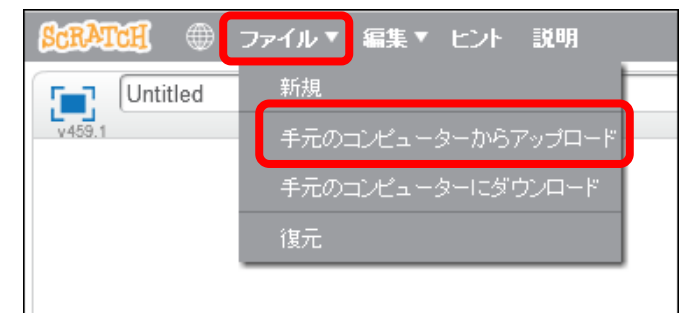 SCRATCH ファイル▼ 編集▼ ヒント 説明
Untitled
v459.1
新規
手元のコンピューターからアップロード
手元のコンピューターにダウンロード
復元